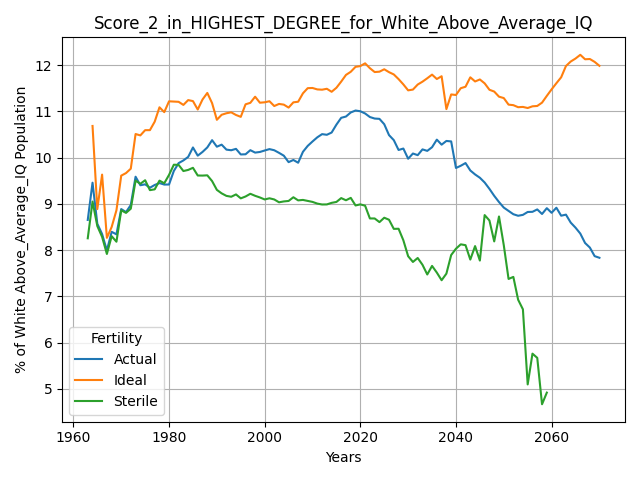 Score_2_in_HIGHEST_DEGREE_for_White_Above_Average_IQ
% of White Above_Average_IQ Population
12
11
10
9
8
7
6
5
Fertility
Actual
Ideal
Sterile
1960
1980
2000
2020
2040
2060
Years